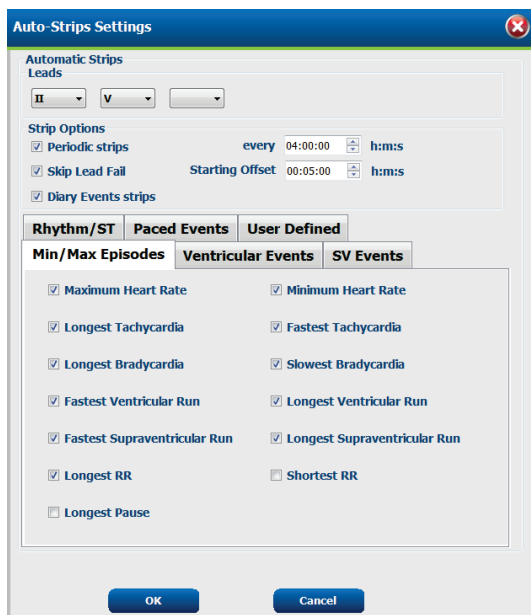 Auto-Strips Settings
Automatic Strips
Leads
II V
Strip Options
Periodic strips every 04:00:00 h:m:s
Skip Lead Fail Starting Offset 00:05:00 h:m:s
Diary Events strips
Rhythm/ST Paced Events User Defined
Min/Max Episodes Ventricular Events SV Events
Maximum Heart Rate Minimum Heart Rate
Longest Tachycardia Fastest Tachycardia
Longest Bradycardia Slowest Bradycardia
Fastest Ventricular Run Longest Ventricular Run
Fastest Supraventricular Run Longest Supraventricular Run
Longest RR Shortest RR
Longest Pause
OK Cancel